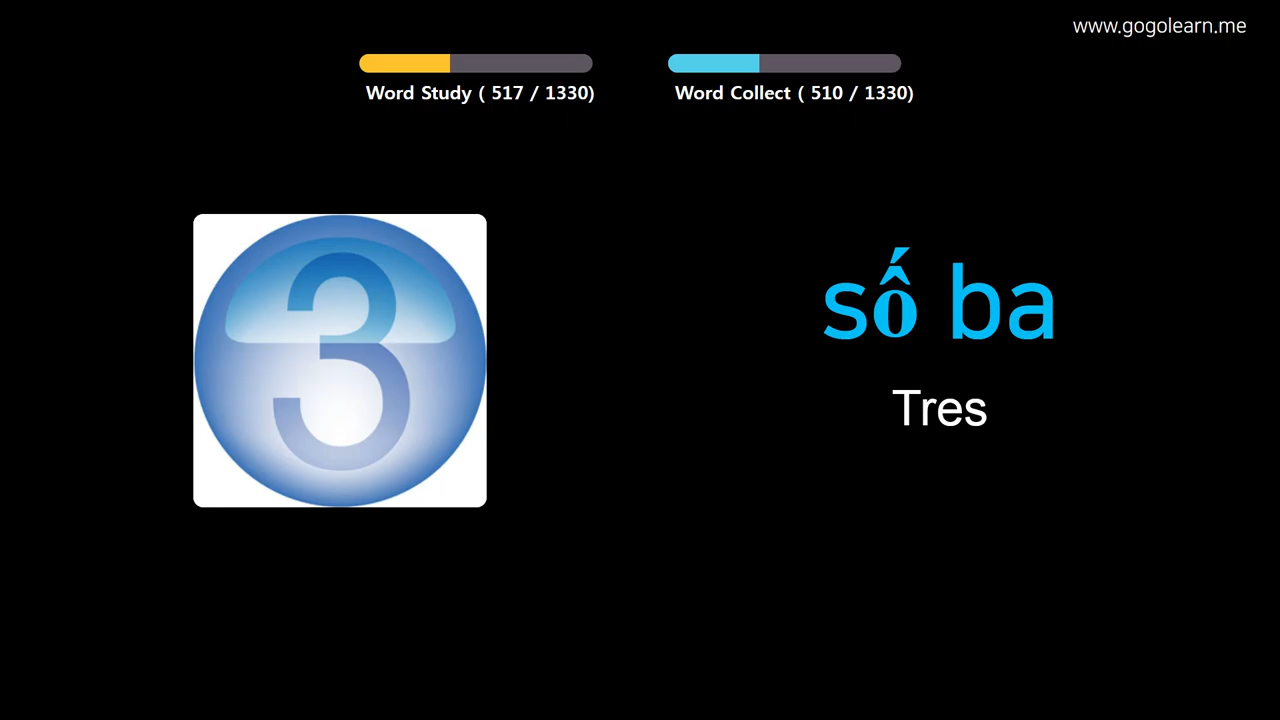 www.gogolearn.me
Word Study ( 517 / 1330)
Word Collect ( 510 / 1330)
3
số ba
Tres